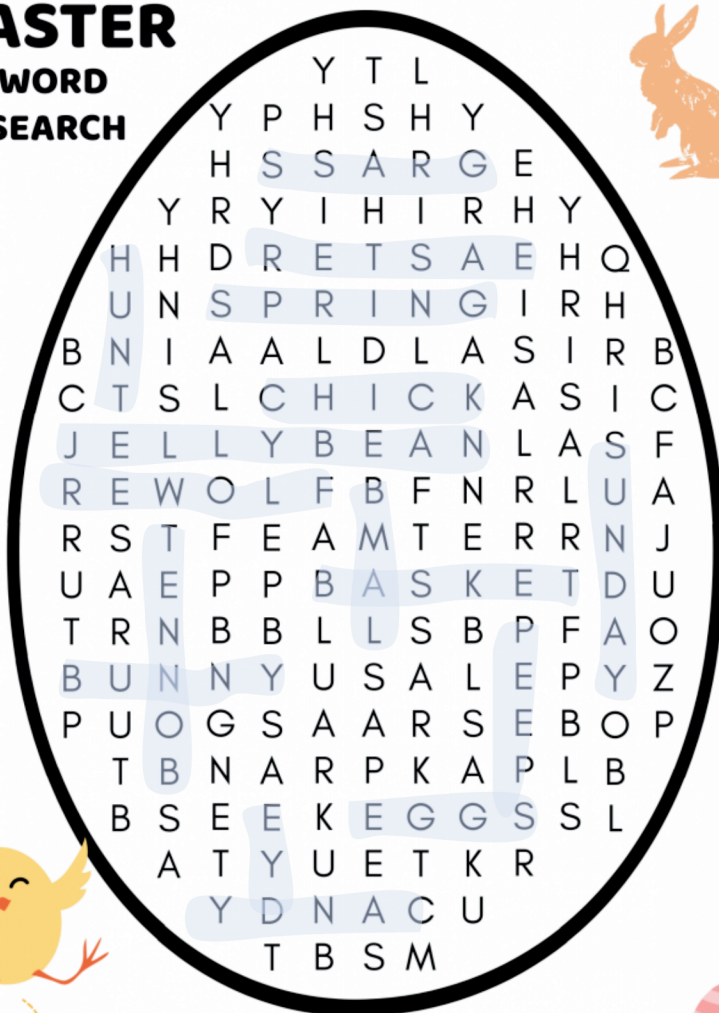 ASTER
WORD
SEARCH
Y T L
Y P H S H Y
H S S A R G E
Y R Y I H I R H Y
H H D R E T S A E H Q
U N S P R I N G I R H
B N I A A L D L A S I R B
C T S L C H I C K A S I C
J E L L Y B E A N L A S F
R E W O L F B F N R L U A
R S T F E A M T E R R N J
U A E P P B A S K E T D U
T R N B B L L S B P F A O
B U N N Y U S A L E P Y Z
P U O G S A A R S E B O P
T B N A R P K A P L B
B S E E K E G G S S L
A T Y U E T K R
Y D N A C U
T B S M